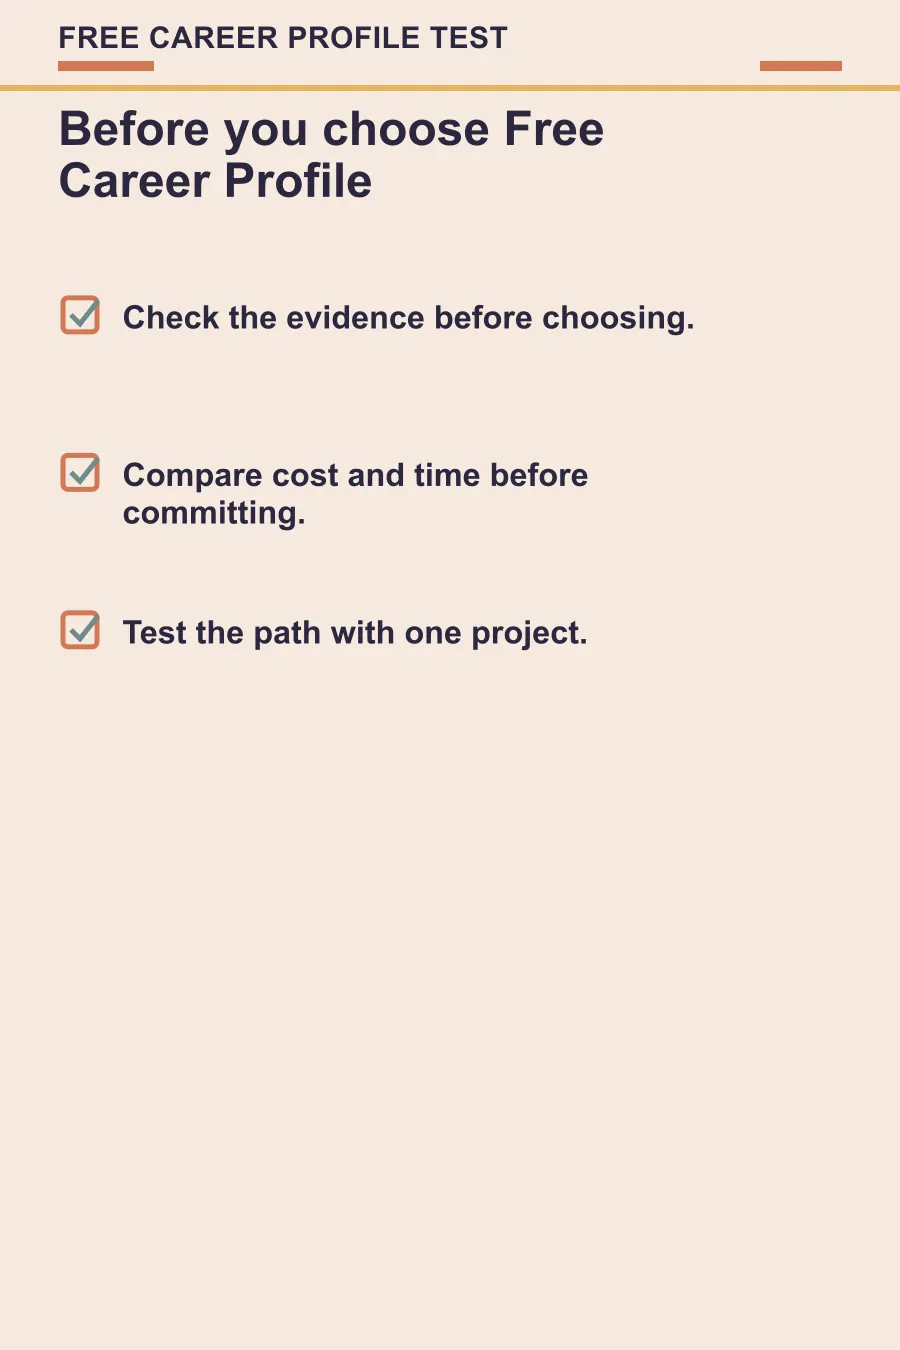 FREE CAREER PROFILE TEST
Before you choose Free
Career Profile
Check the evidence before choosing.
Compare cost and time before
committing.
Test the path with one project.